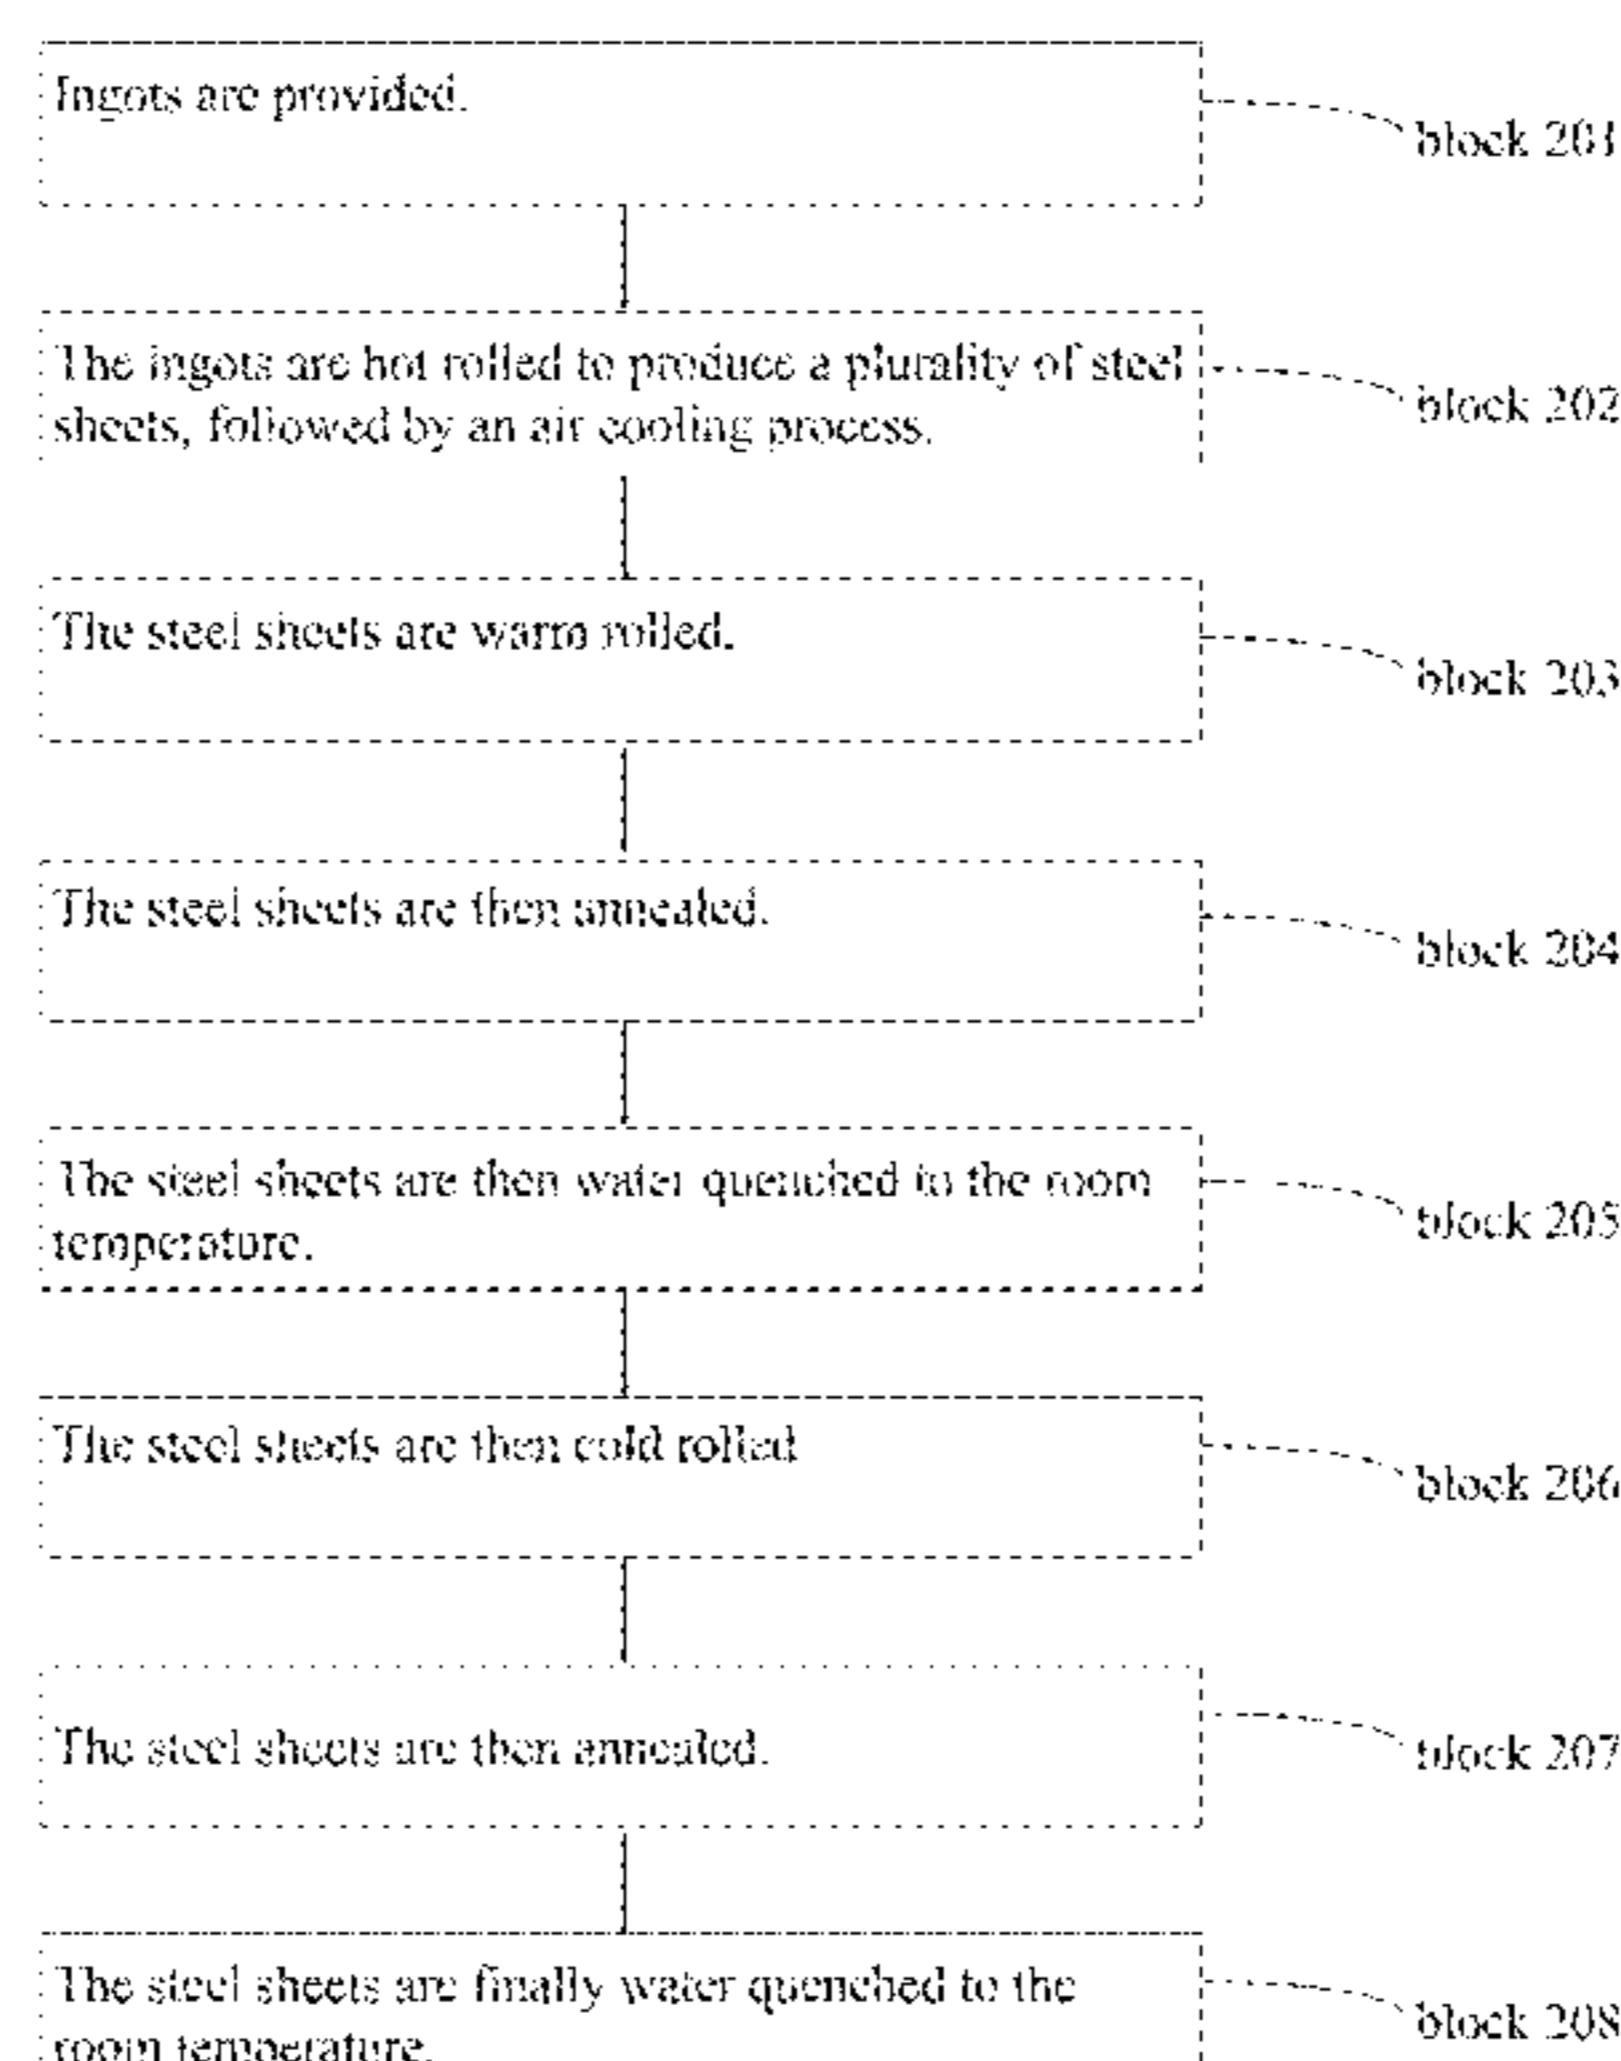 Ingots are provided.
block 201
The ingots are hot rolled to produce a plurality of steel
sheets, followed by an air cooling process.
block 202
The steel sheets are warm rolled.
block 203
The steel sheets are then annealed.
block 204
The steel sheets are then water quenched to the room
temperature.
block 205
The steel sheets are then cold rolled
block 206
The steel sheets are then annealed.
block 207
The steel sheets are finally water quenched to the
room temperature.
block 208